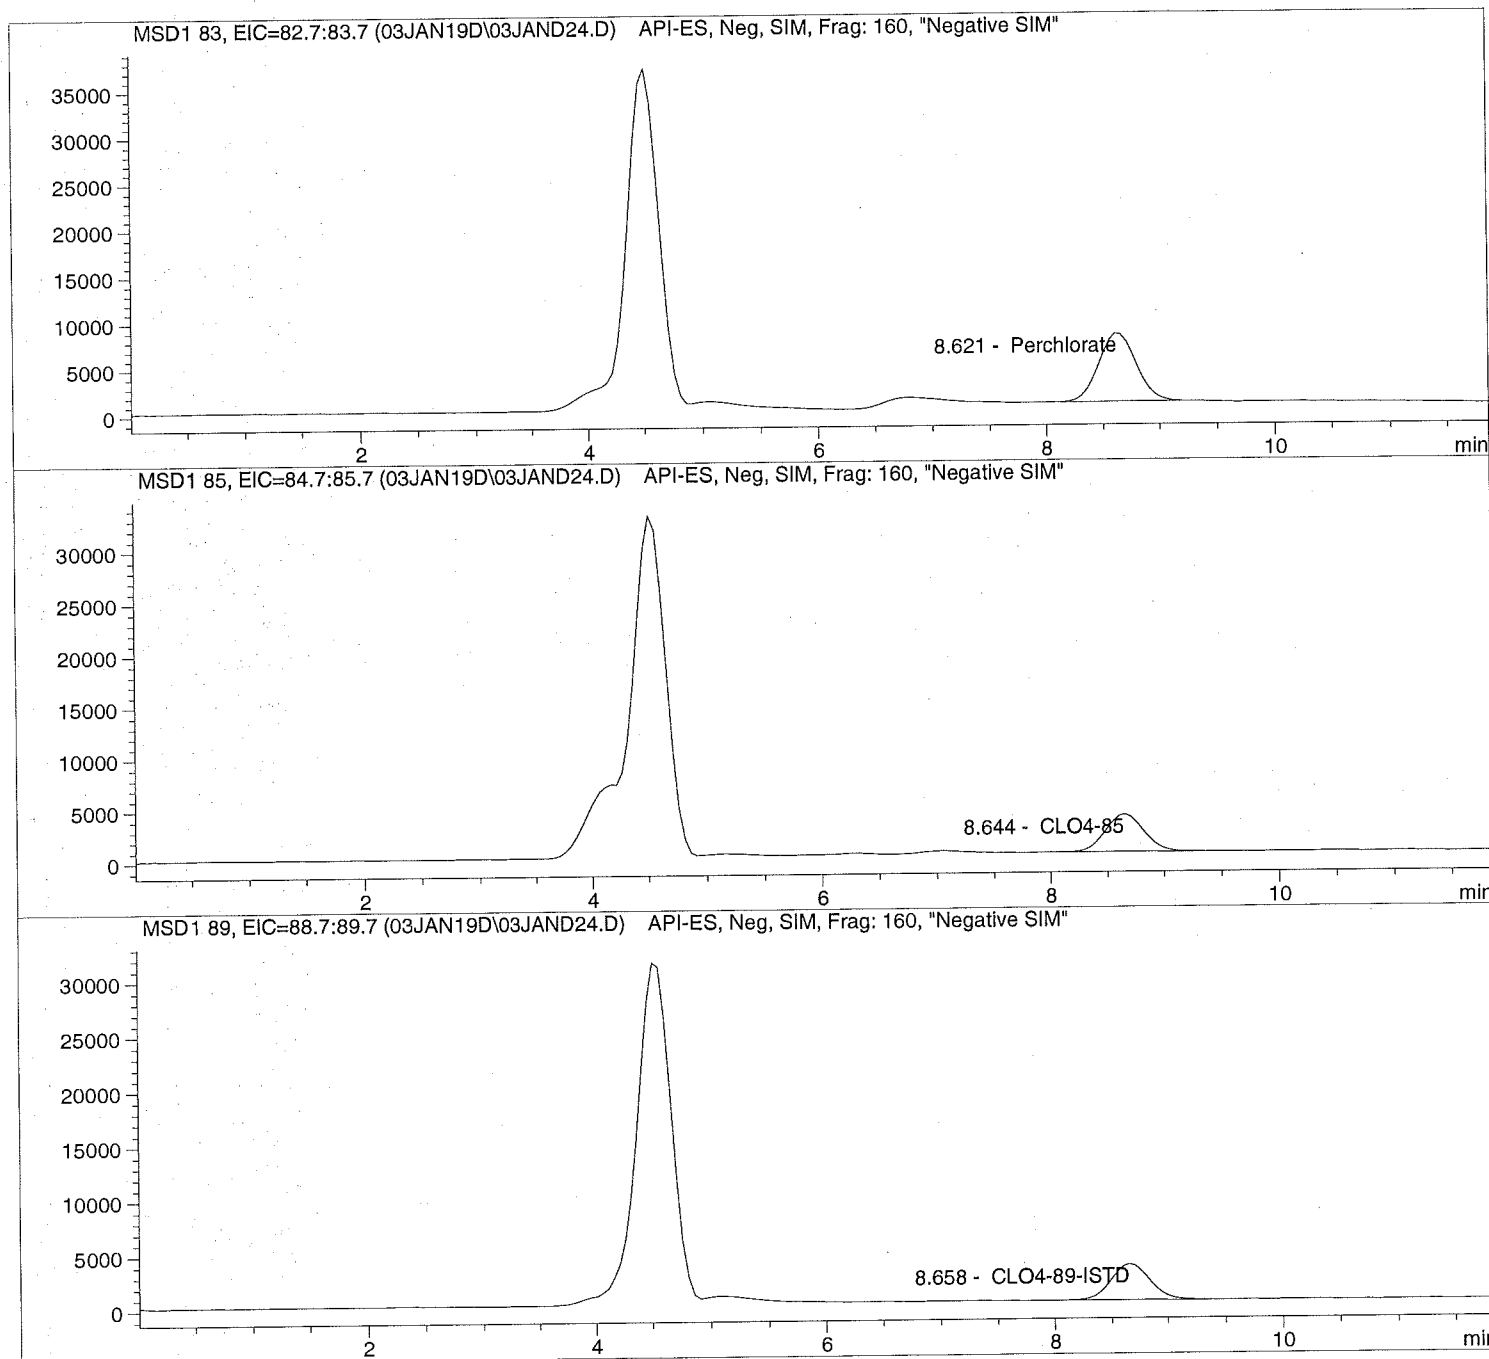 MSD1 83, EIC=82.7:83.7 (03JAN19D\03JAND24.D) API-ES, Neg, SIM, Frag: 160, "Negative SIM"
35000
30000
25000
20000
15000
10000
5000
0
8.621 - Perchlorate
2 4 6 8 10 min
MSD1 85, EIC=84.7:85.7 (03JAN19D\03JAND24.D) API-ES, Neg, SIM, Frag: 160, "Negative SIM"
30000
25000
20000
15000
10000
5000
0
8.644 - CLO4-85
2 4 6 8 10 min
MSD1 89, EIC=88.7:89.7 (03JAN19D\03JAND24.D) API-ES, Neg, SIM, Frag: 160, "Negative SIM"
30000
25000
20000
15000
10000
5000
0
8.658 - CLO4-89-ISTD
2 4 6 8 10 min